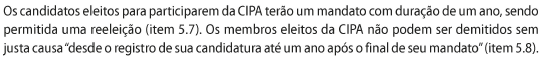 Os candidatos eleitos para participarem da CIPA terão um mandato com duração de um ano, sendo
permitida uma reeleição (item 5.7). Os membros eleitos da CIPA não podem ser demitidos sem
justa causa “desde o registro de sua candidatura até um ano após o final de seu mandato” (item 5.8).